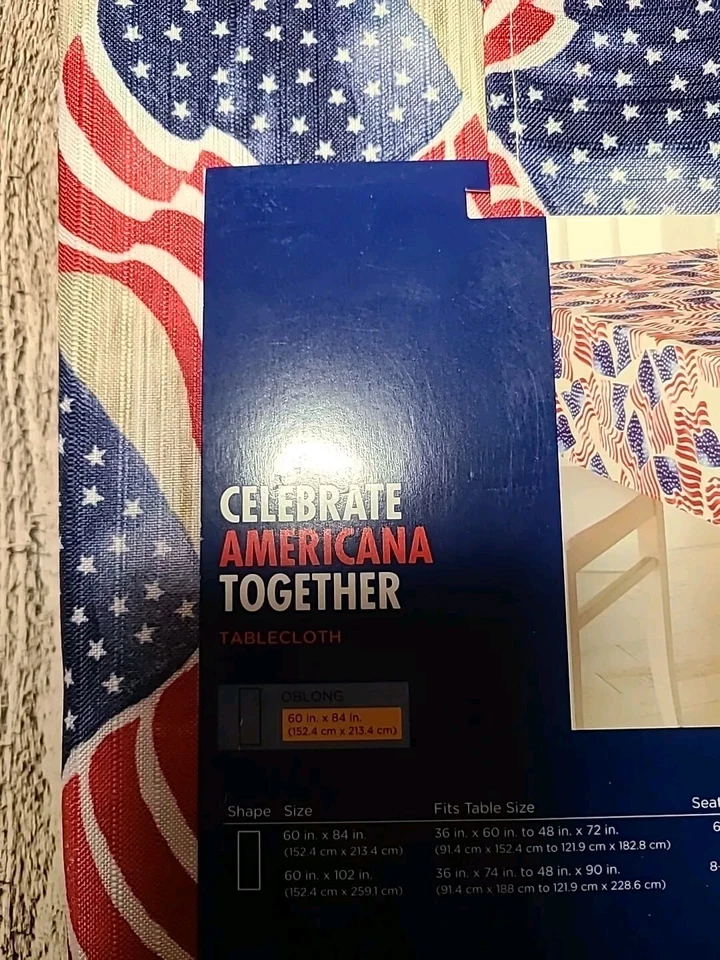 CELEBRATE
AMERICANA
TOGETHER
TABLECLOTH
OBLONG
60 in. x 84 in.
(152.4 cm x 213.4 cm)
Shape Size Fits Table Size
60 in. x 84 in. 36 in. x 60 in. to 48 in. x 72 in. 6
(152.4 cm x 213.4 cm) (91.4 cm x 152.4 cm to 121.9 cm x 182.8 cm)
60 in. x 102 in. 36 in. x 74 in. to 48 in. x 90 in. 8-
(152.4 cm x 259.1 cm) (91.4 cm x 188 cm to 121.9 cm x 228.6 cm)